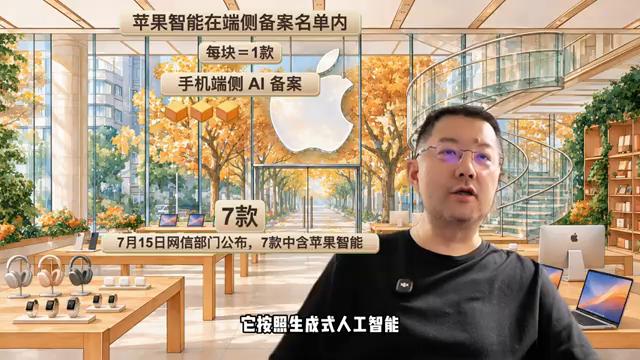 苹果智能在端侧备案名单内
每块＝1款
手机端侧 AI 备案
7款
7月15日网信部门公布，7款中含苹果智能
它按照生成式人工智能